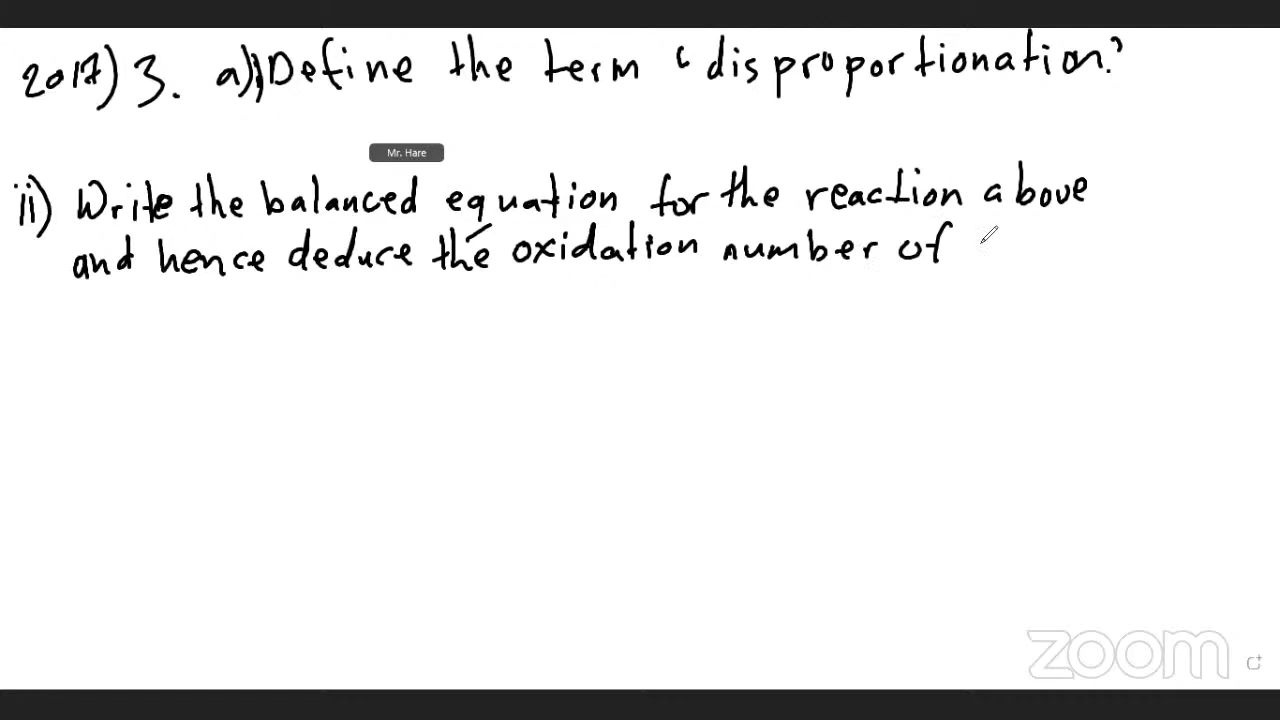 2017) 3. a)i) Define the term 'disproportionation?'
Mr. Hare
ii) Write the balanced equation for the reaction above
and hence deduce the oxidation number of
zoom